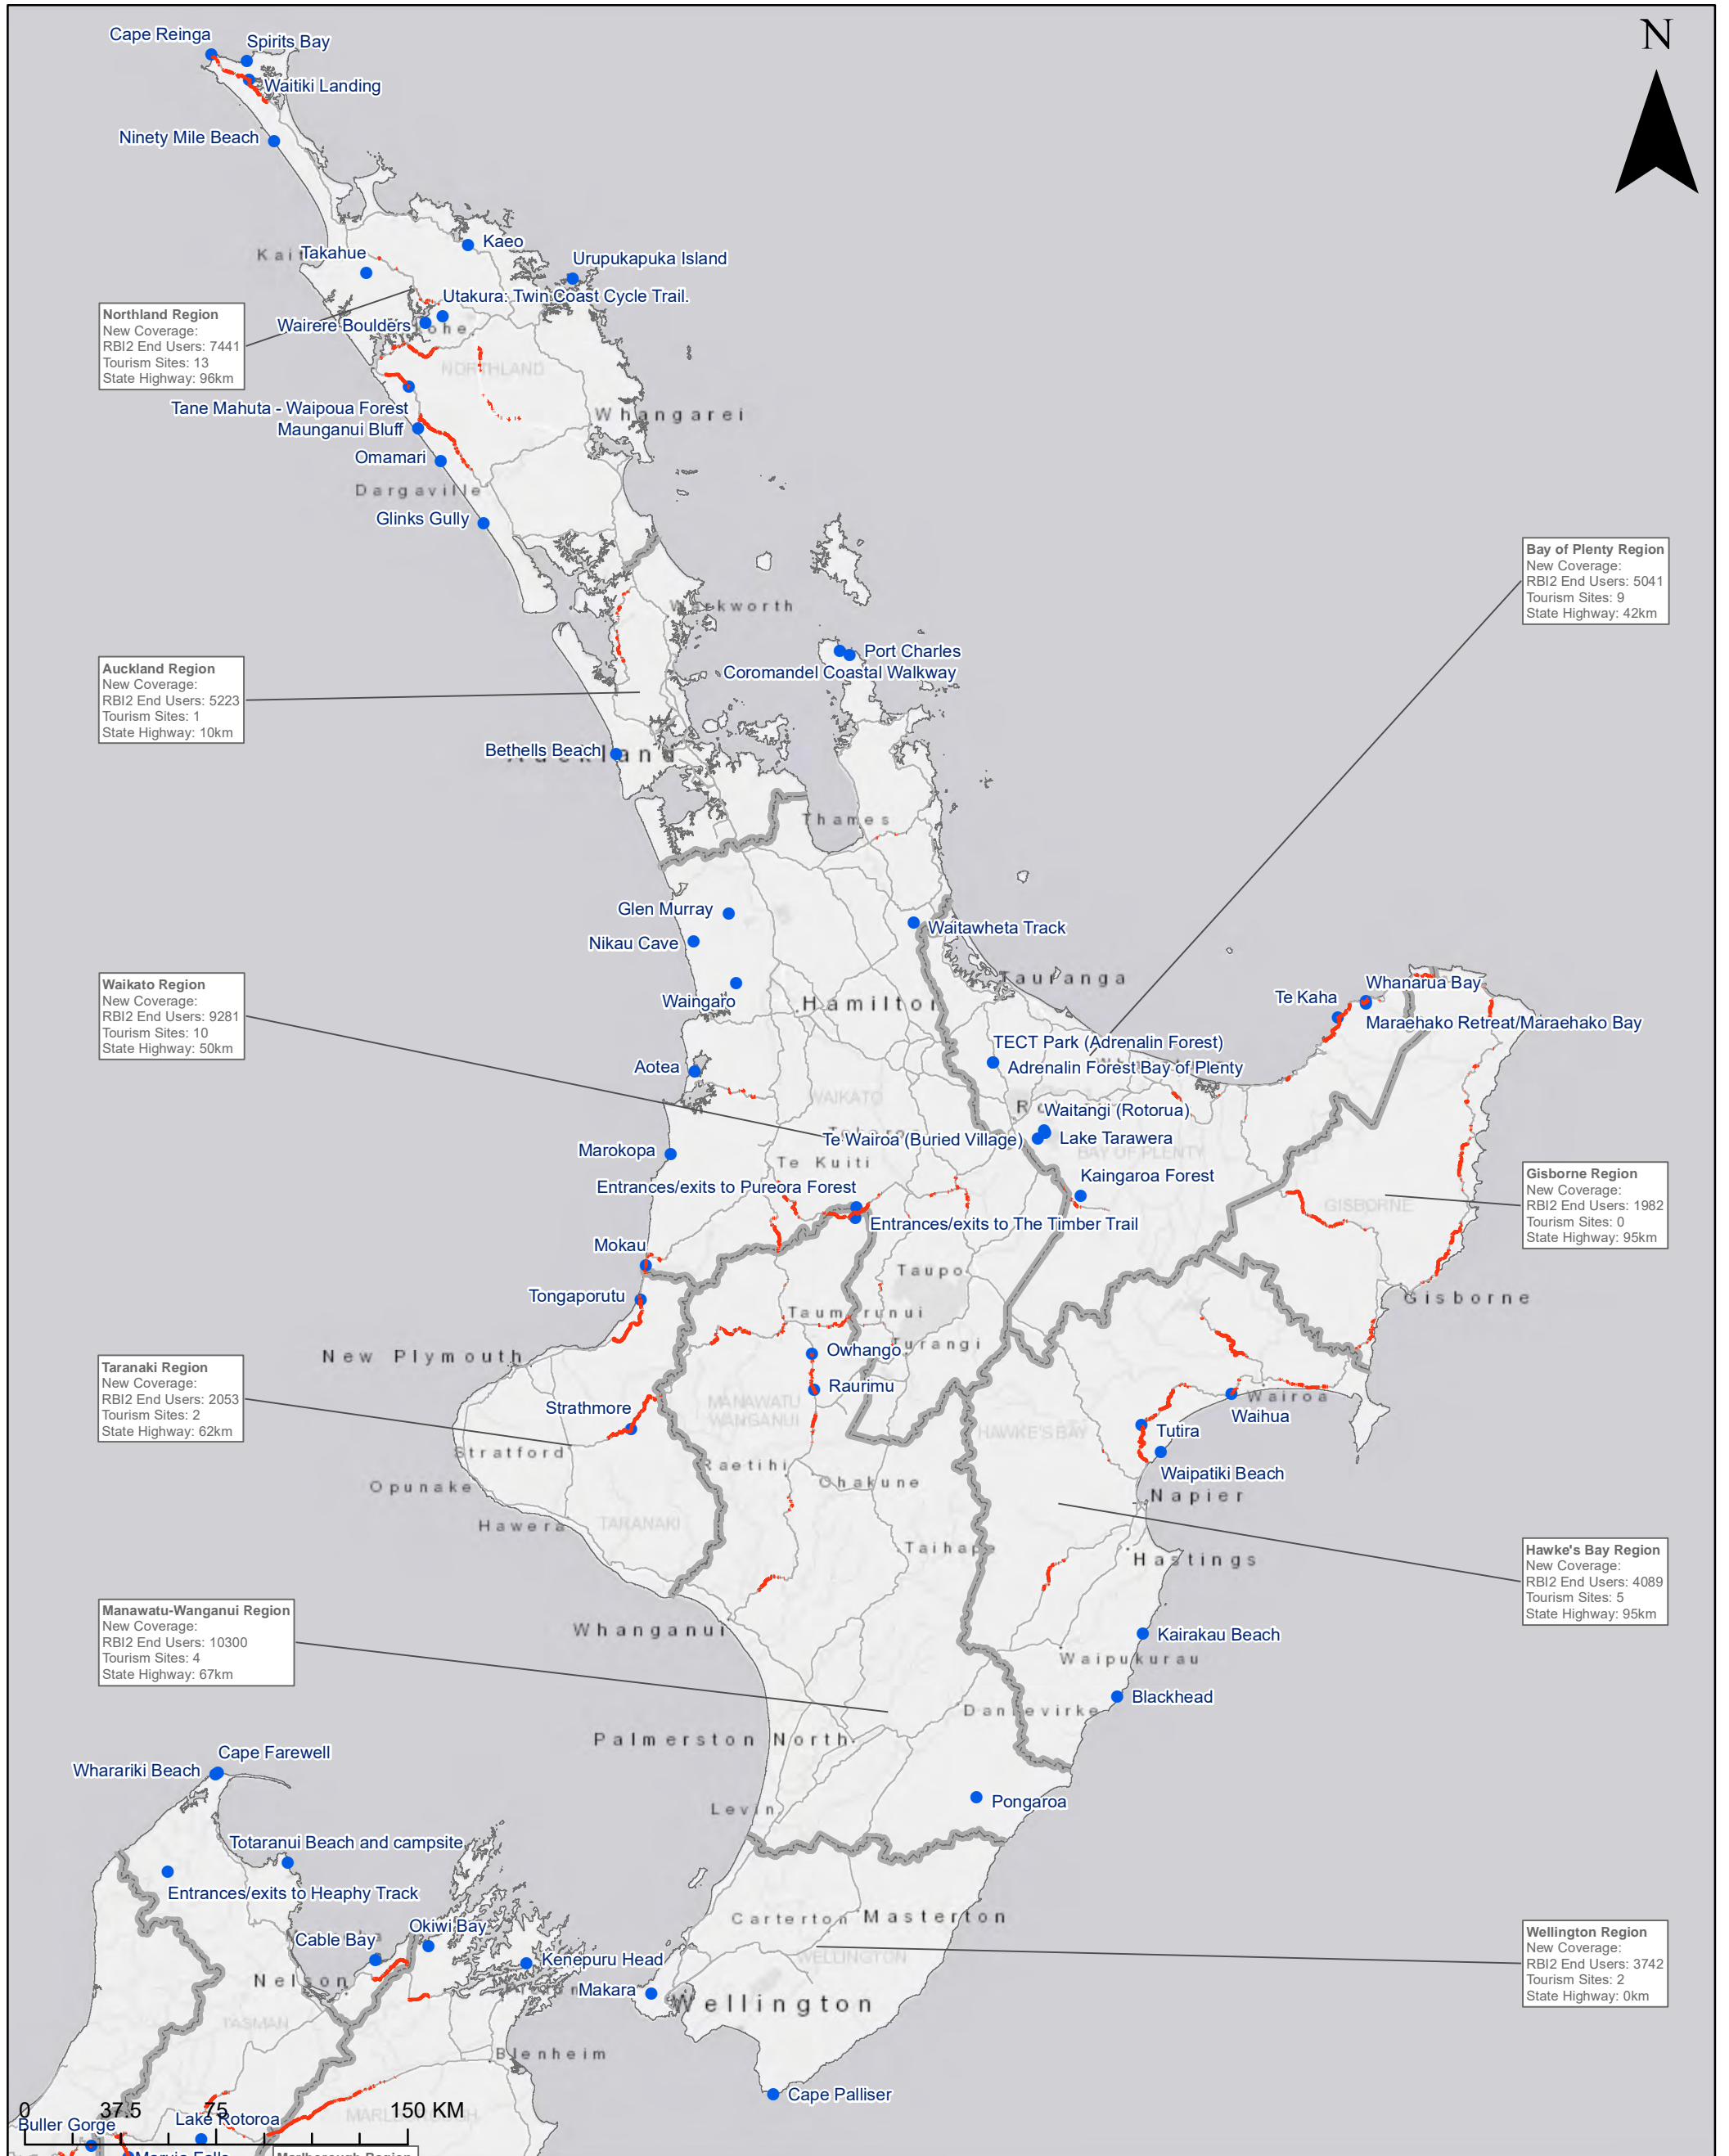 N
Cape Reinga
Spirits Bay
Waitiki Landing
Ninety Mile Beach
Kaeo
Takahue
Urupukapuka Island
Utakura: Twin Coast Cycle Trail.
Wairere Boulders
Northland Region
New Coverage:
RBI2 End Users: 7441
Tourism Sites: 13
State Highway: 96km
NORTHLAND
Whangarei
Tane Mahuta - Waipoua Forest
Maunganui Bluff
Omamari
Dargaville
Glinks Gully
Bay of Plenty Region
New Coverage:
RBI2 End Users: 5041
Tourism Sites: 9
State Highway: 42km
Warkworth
Port Charles
Coromandel Coastal Walkway
Auckland Region
New Coverage:
RBI2 End Users: 5223
Tourism Sites: 1
State Highway: 10km
Bethells Beach
Auckland
Thames
Glen Murray
Waitawheta Track
Nikau Cave
Tauranga
Waingaro
Hamilton
Whanarua Bay
Te Kaha
Maraehako Retreat/Maraehako Bay
Waikato Region
New Coverage:
RBI2 End Users: 9281
Tourism Sites: 10
State Highway: 50km
TECT Park (Adrenalin Forest)
Adrenalin Forest Bay of Plenty
Aotea
WAIKATO
Waitangi (Rotorua)
Te Wairoa (Buried Village)
Lake Tarawera
BAY OF PLENTY
Marokopa
Te Kuiti
Kaingaroa Forest
Entrances/exits to Pureora Forest
Entrances/exits to The Timber Trail
Gisborne Region
New Coverage:
RBI2 End Users: 1982
Tourism Sites: 0
State Highway: 95km
GISBORNE
Mokau
Taupo
Tongaporutu
Gisborne
Taumarunui
Turangi
Owhango
New Plymouth
Raurimu
Taranaki Region
New Coverage:
RBI2 End Users: 2053
Tourism Sites: 2
State Highway: 62km
Strathmore
MANAWATU
WANGANUI
Wairoa
Waihua
HAWKE'S BAY
Tutira
Stratford
Waipatiki Beach
Raetihi
Ohakune
Opunake
Napier
Hawera
TARANAKI
Taihape
Hastings
Hawke's Bay Region
New Coverage:
RBI2 End Users: 4089
Tourism Sites: 5
State Highway: 95km
Manawatu-Wanganui Region
New Coverage:
RBI2 End Users: 10300
Tourism Sites: 4
State Highway: 67km
Whanganui
Kairakau Beach
Waipukurau
Blackhead
Dannevirke
Palmerston North
Cape Farewell
Wharariki Beach
Pongaroa
Levin
Totaranui Beach and campsite
Entrances/exits to Heaphy Track
Carterton
Masterton
Okiwi Bay
Cable Bay
WELLINGTON
Wellington Region
New Coverage:
RBI2 End Users: 3742
Tourism Sites: 2
State Highway: 0km
Kenepuru Head
Nelson
Makara
Wellington
TASMAN
Blenheim
Cape Palliser
0 37.5 75 150 KM
MARLBOROUGH
Lake Rotoroa
Buller Gorge